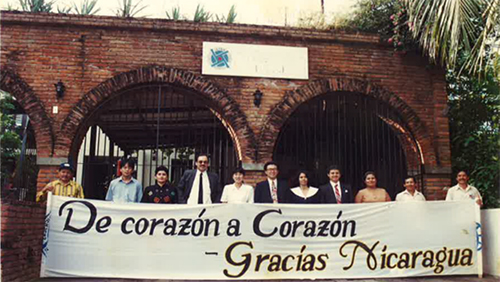 De corazón a Corazón
- Gracias Nicaragua